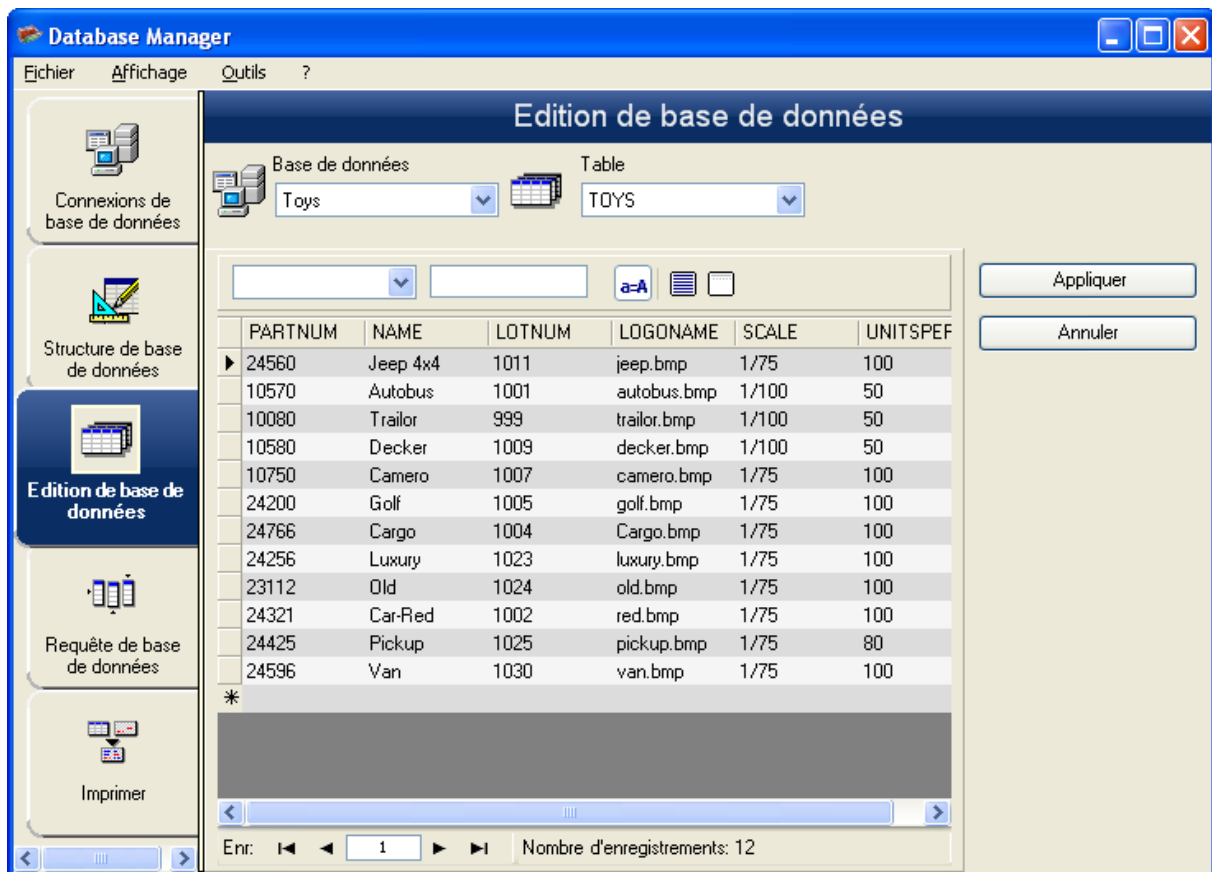 Database Manager
Fichier Affichage Outils ?
Edition de base de données
Connexions de
base de données
Structure de base
de données
Edition de base de
données
Requête de base
de données
Imprimer
Base de données
Toys
Table
TOYS
a=A
Appliquer
Annuler
PARTNUM NAME LOTNUM LOGONAME SCALE UNITSPER
24560 Jeep 4x4 1011 jeep.bmp 1/75 100
10570 Autobus 1001 autobus.bmp 1/100 50
10080 Trailor 999 trailor.bmp 1/100 50
10580 Decker 1009 decker.bmp 1/100 50
10750 Camero 1007 camero.bmp 1/75 100
24200 Golf 1005 golf.bmp 1/75 100
24766 Cargo 1004 Cargo.bmp 1/75 100
24256 Luxury 1023 luxury.bmp 1/75 100
23112 Old 1024 old.bmp 1/75 100
24321 Car-Red 1002 red.bmp 1/75 100
24425 Pickup 1025 pickup.bmp 1/75 80
24596 Van 1030 van.bmp 1/75 100
Enr: 1 Nombre d'enregistrements: 12